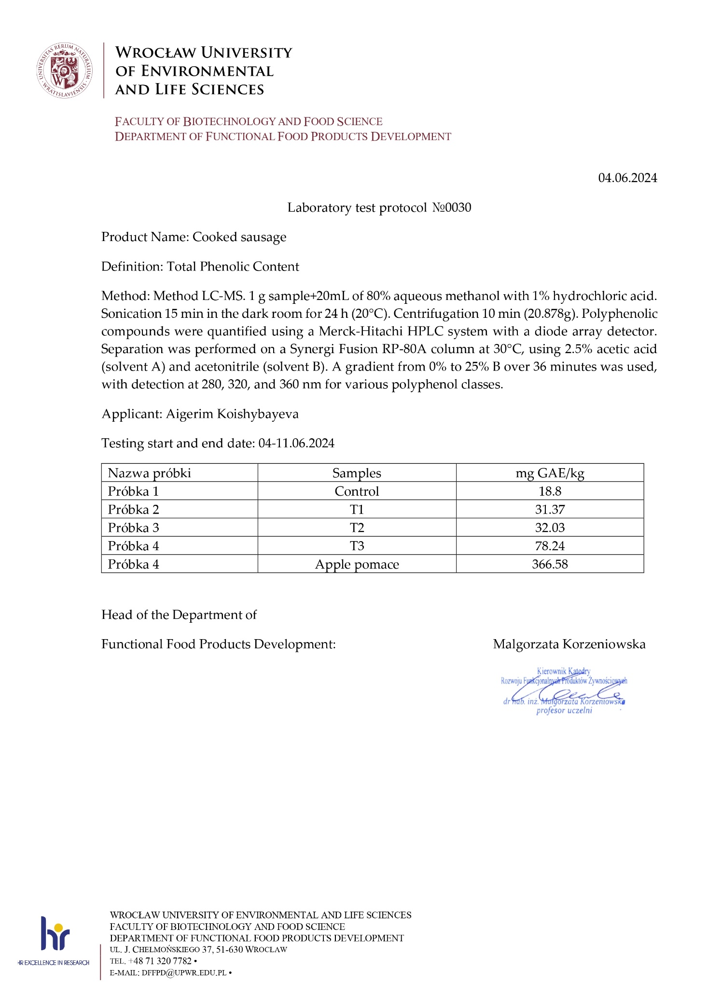 UNIVERSITAS RERUM NATURALIUM · WRATISLAVIENSIS ·
W
WROCŁAW UNIVERSITY
OF ENVIRONMENTAL
AND LIFE SCIENCES
FACULTY OF BIOTECHNOLOGY AND FOOD SCIENCE
DEPARTMENT OF FUNCTIONAL FOOD PRODUCTS DEVELOPMENT
04.06.2024
Laboratory test protocol №0030
Product Name: Cooked sausage
Definition: Total Phenolic Content
Method: Method LC-MS. 1 g sample+20mL of 80% aqueous methanol with 1% hydrochloric acid.
Sonication 15 min in the dark room for 24 h (20°C). Centrifugation 10 min (20.878g). Polyphenolic
compounds were quantified using a Merck-Hitachi HPLC system with a diode array detector.
Separation was performed on a Synergi Fusion RP-80A column at 30°C, using 2.5% acetic acid
(solvent A) and acetonitrile (solvent B). A gradient from 0% to 25% B over 36 minutes was used,
with detection at 280, 320, and 360 nm for various polyphenol classes.
Applicant: Aigerim Koishybayeva
Testing start and end date: 04-11.06.2024
Nazwa próbki Samples mg GAE/kg
Próbka 1 Control 18.8
Próbka 2 T1 31.37
Próbka 3 T2 32.03
Próbka 4 T3 78.24
Próbka 4 Apple pomace 366.58
Head of the Department of
Functional Food Products Development: Malgorzata Korzeniowska
Kierownik Katedry
Rozwoju Funkcjonalnych Produktów Żywnościowych
dr hab. inż. Małgorzata Korzeniowska
profesor uczelni
hr
HR EXCELLENCE IN RESEARCH
WROCŁAW UNIVERSITY OF ENVIRONMENTAL AND LIFE SCIENCES
FACULTY OF BIOTECHNOLOGY AND FOOD SCIENCE
DEPARTMENT OF FUNCTIONAL FOOD PRODUCTS DEVELOPMENT
UL. J. CHEŁMOŃSKIEGO 37, 51-630 WROCŁAW
TEL. +48 71 320 7782 •
E-MAIL: DFFPD@UPWR.EDU.PL •